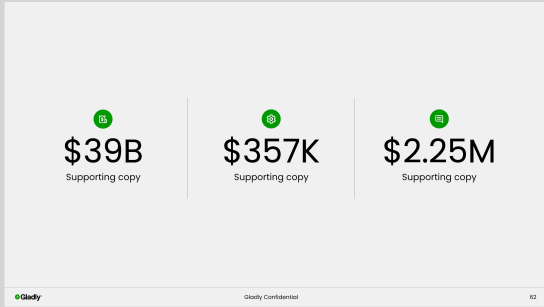 $39B
Supporting copy
$357K
Supporting copy
$2.25M
Supporting copy
Gladly
Gladly Confidential
62